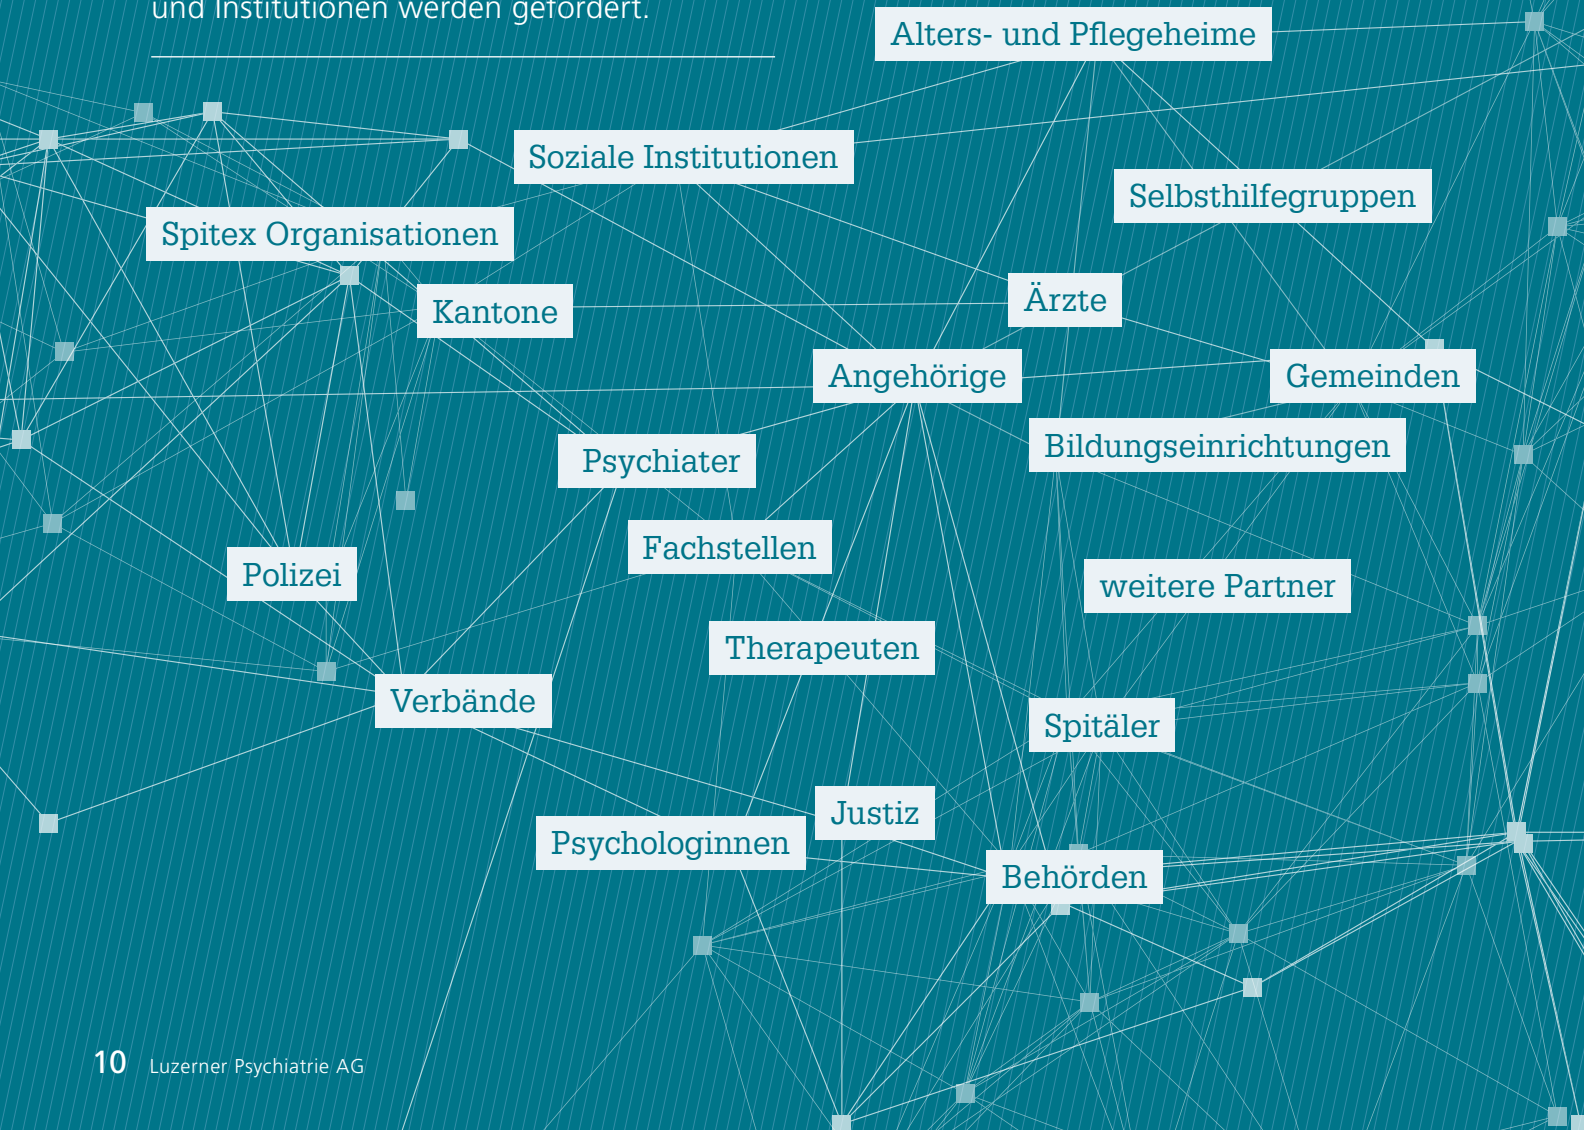 und Institutionen werden gefördert.
Alters- und Pflegeheime
Soziale Institutionen
Selbsthilfegruppen
Spitex Organisationen
Kantone
Ärzte
Angehörige
Gemeinden
Bildungseinrichtungen
Psychiater
Fachstellen
Polizei
weitere Partner
Therapeuten
Verbände
Spitäler
Justiz
Psychologinnen
Behörden
10 Luzerner Psychiatrie AG